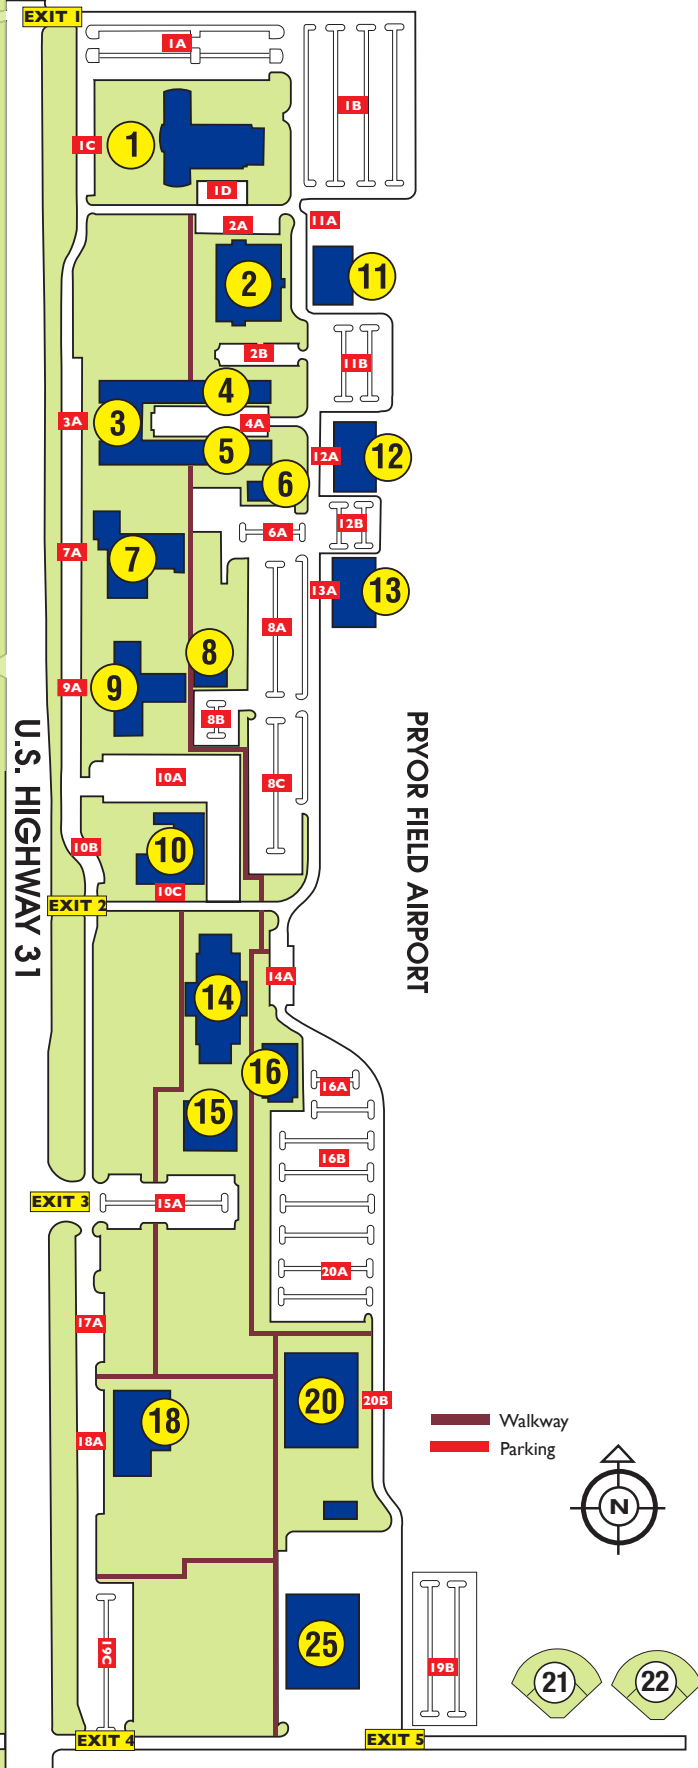 EXIT 1
1A
1B
1C
1
1D
2A
11A
2
11
2B
11B
4
3A
3
4A
5
12A
12
6
12B
6A
7A
7
13A
13
8A
8
9A
9
8B
U.S. HIGHWAY 31
PRYOR FIELD AIRPORT
10A
8C
10B
10
10C
EXIT 2
14A
14
16
16A
15
16B
EXIT 3
15A
20A
17A
20
20B
18
18A
Walkway
Parking
N
25
19C
19B
21
22
EXIT 4
EXIT 5